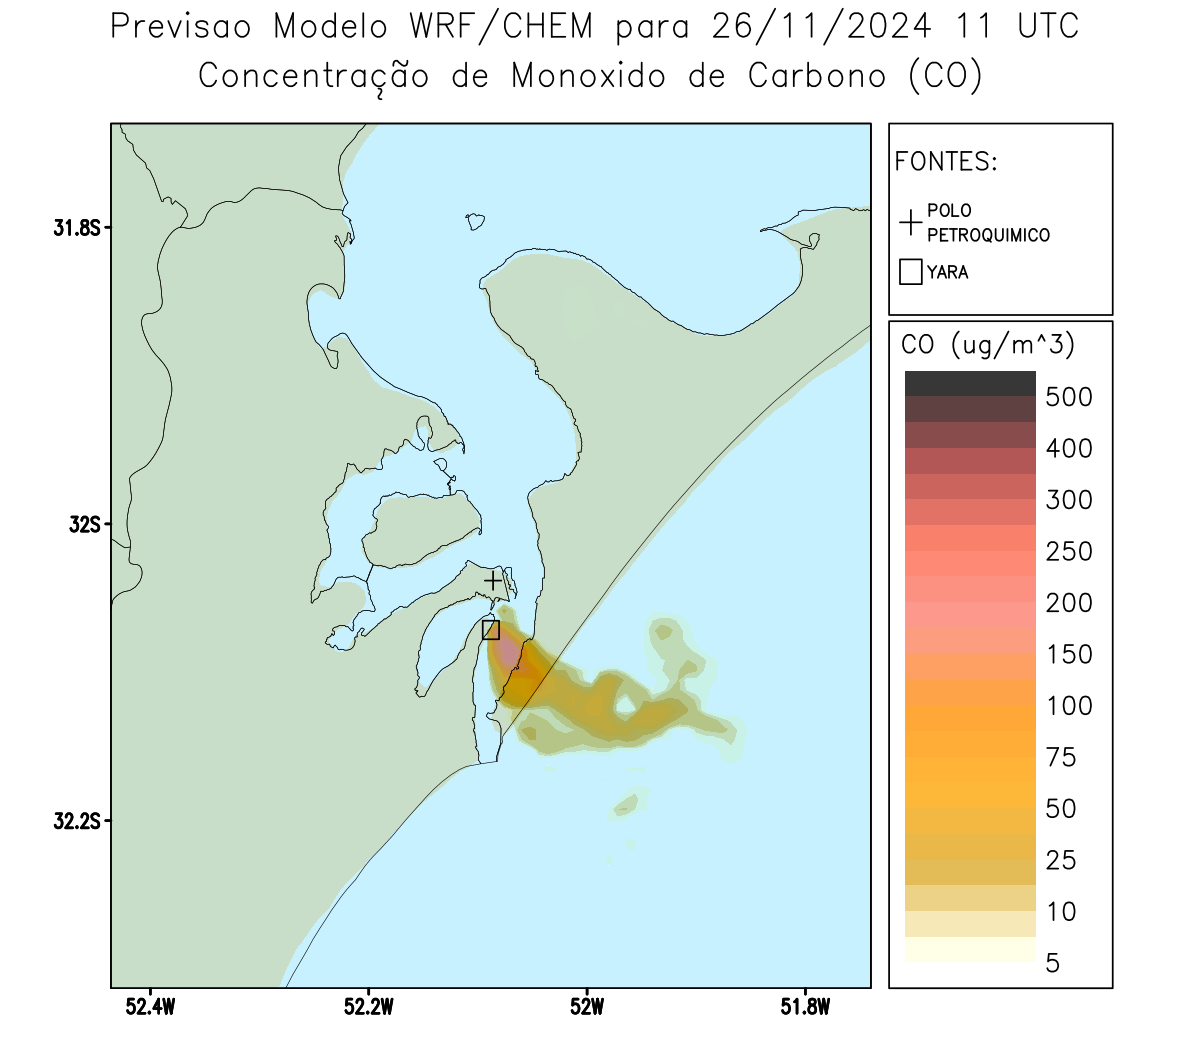 Previsao Modelo WRF/CHEM para 26/11/2024 11 UTC
Concentração de Monoxido de Carbono (CO)
FONTES:
POLO
PETROQUIMICO
YARA
CO (ug/m^3)
500
400
300
250
200
150
100
75
50
25
10
5
31.8S
32S
32.2S
52.4W
52.2W
52W
51.8W